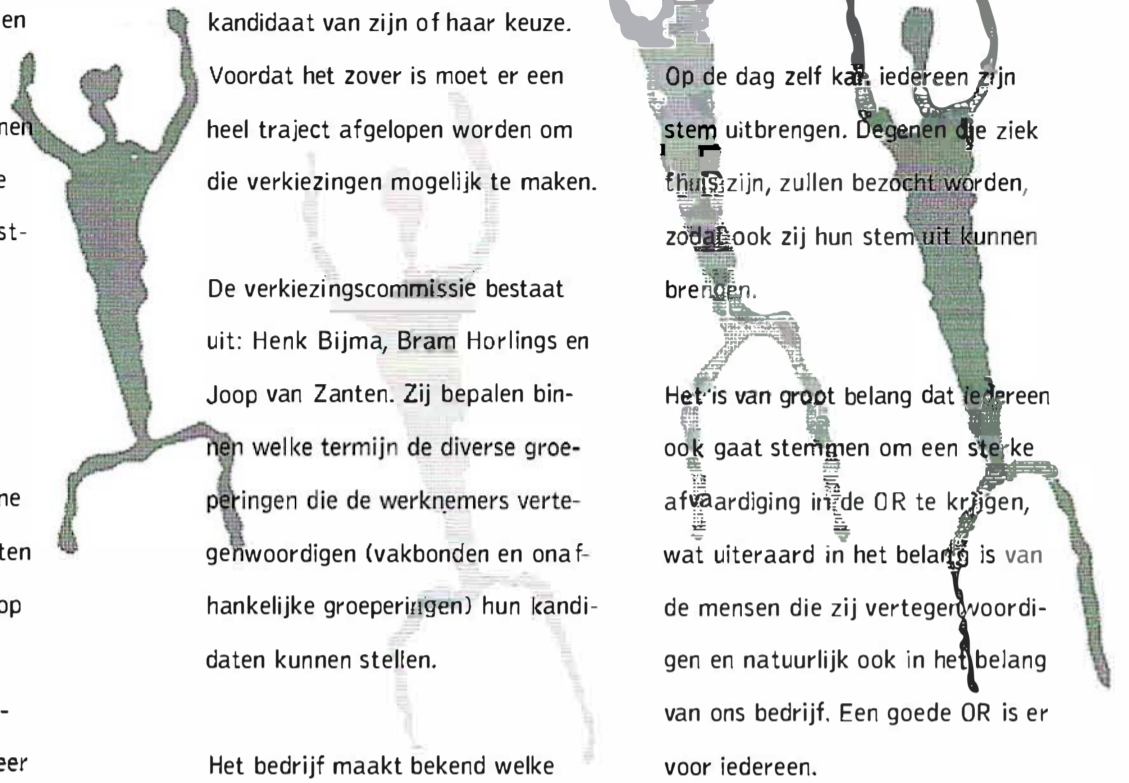 en
nen
e
st-
ne
ten
op
-
eer
kandidaat van zijn of haar keuze.
Voordat het zover is moet er een
heel traject afgelopen worden om
die verkiezingen mogelijk te maken.
De verkiezingscommissie bestaat
uit: Henk Bijma, Bram Horlings en
Joop van Zanten. Zij bepalen bin-
nen welke termijn de diverse groe-
peringen die de werknemers verte-
genwoordigen (vakbonden en onaf-
hankelijke groeperingen) hun kandi-
daten kunnen stellen.
Het bedrijf maakt bekend welke
Op de dag zelf kan iedereen zijn
stem uitbrengen. Degenen die ziek
thuis zijn, zullen bezocht worden,
zodat ook zij hun stem uit kunnen
brengen.
Het is van groot belang dat iedereen
ook gaat stemmen om een sterke
afvaardiging in de OR te krijgen,
wat uiteraard in het belang is van
de mensen die zij vertegenwoordi-
gen en natuurlijk ook in het belang
van ons bedrijf. Een goede OR is er
voor iedereen.